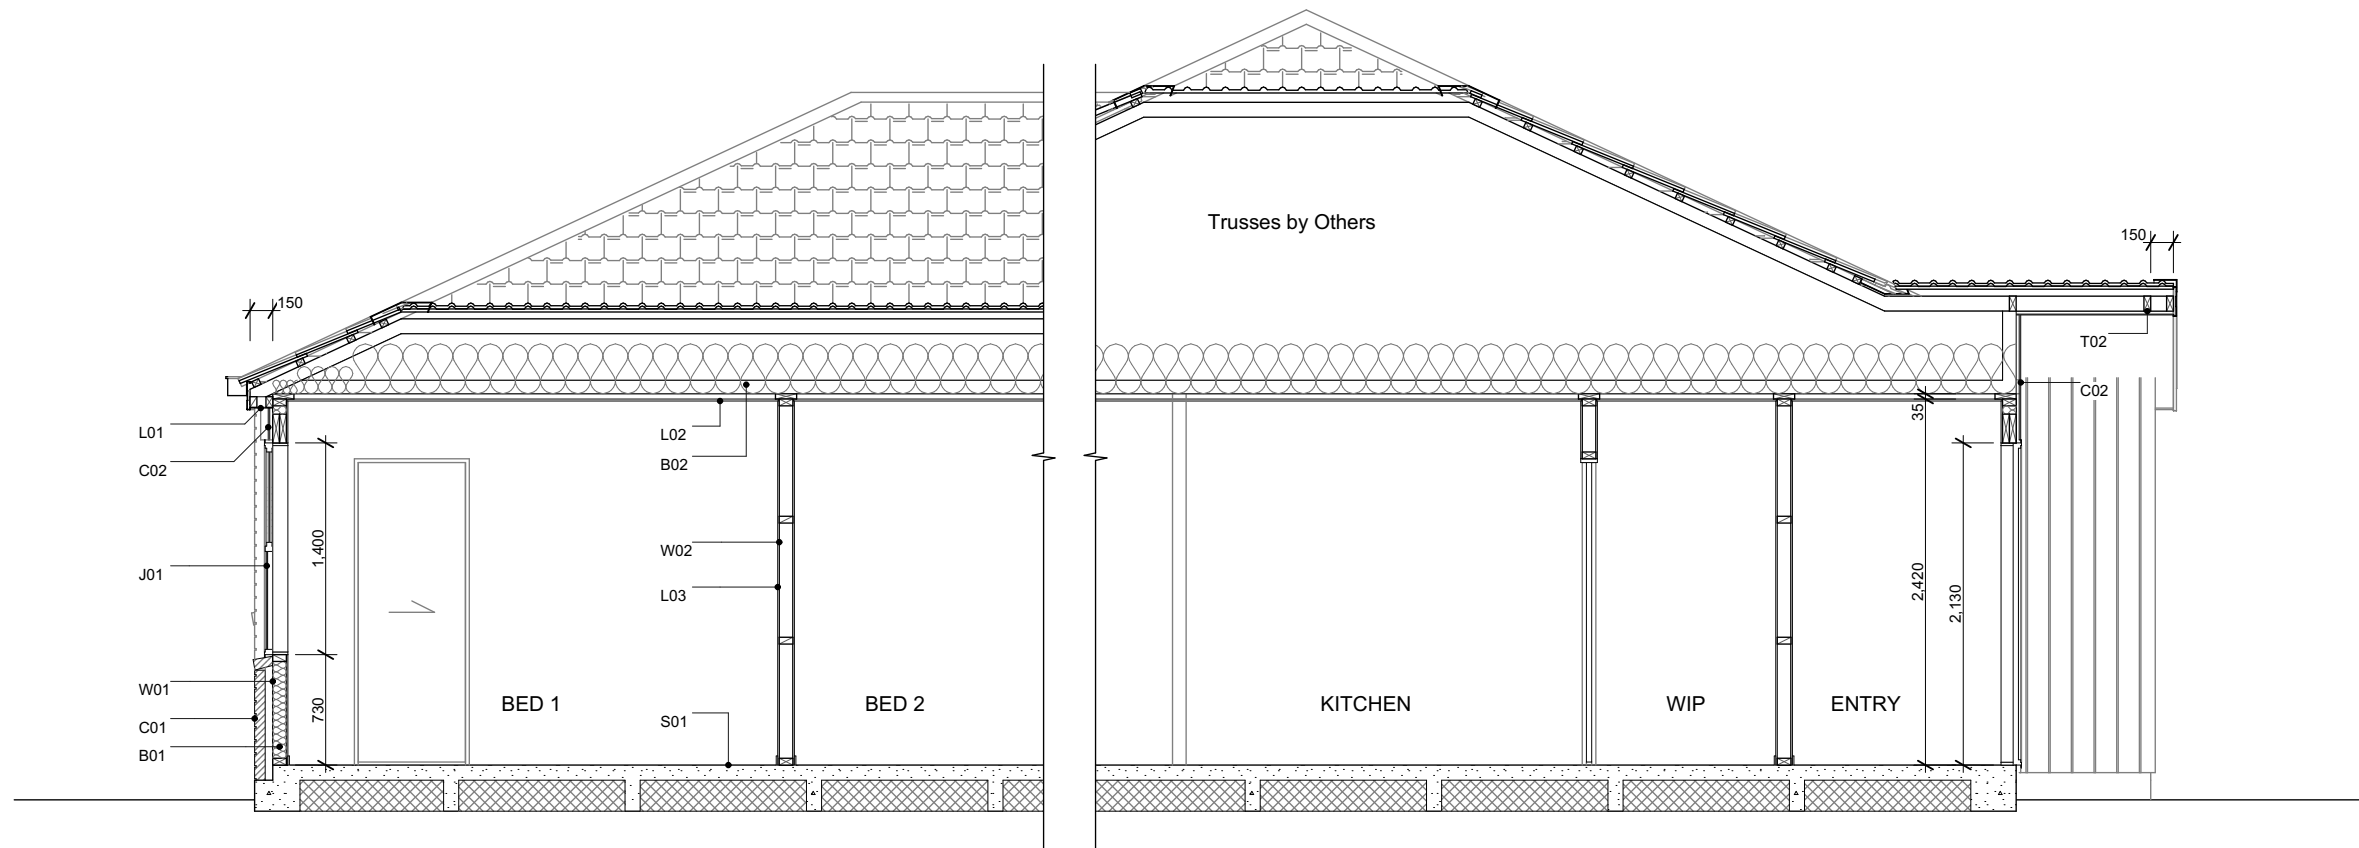 Trusses by Others
150
150
T02
C02
L01
C02
L02
B02
35
1,400
W02
J01
L03
2,420
2,130
W01
C01
B01
730
S01
BED 1
BED 2
KITCHEN
WIP
ENTRY